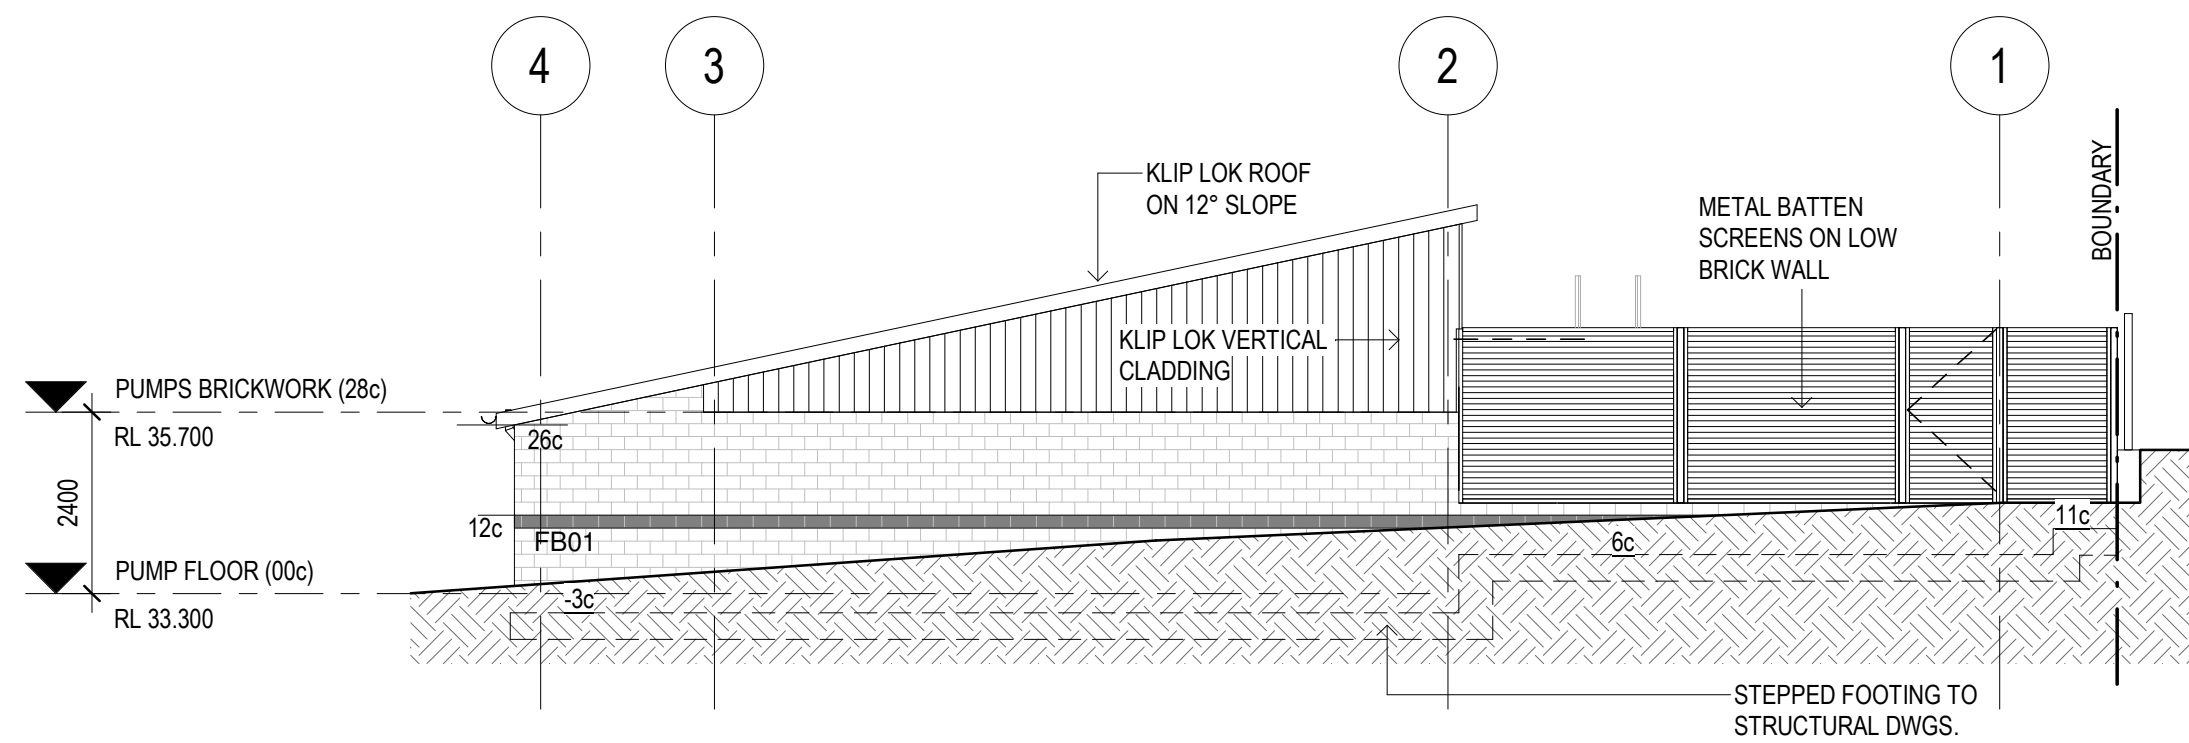 4
3
2
1
KLIP LOK ROOF
ON 12° SLOPE
METAL BATTEN
SCREENS ON LOW
BRICK WALL
BOUNDARY
KLIP LOK VERTICAL
CLADDING
PUMPS BRICKWORK (28c)
RL 35.700
26c
2400
12c
FB01
11c
6c
PUMP FLOOR (00c)
RL 33.300
-3c
STEPPED FOOTING TO
STRUCTURAL DWGS.